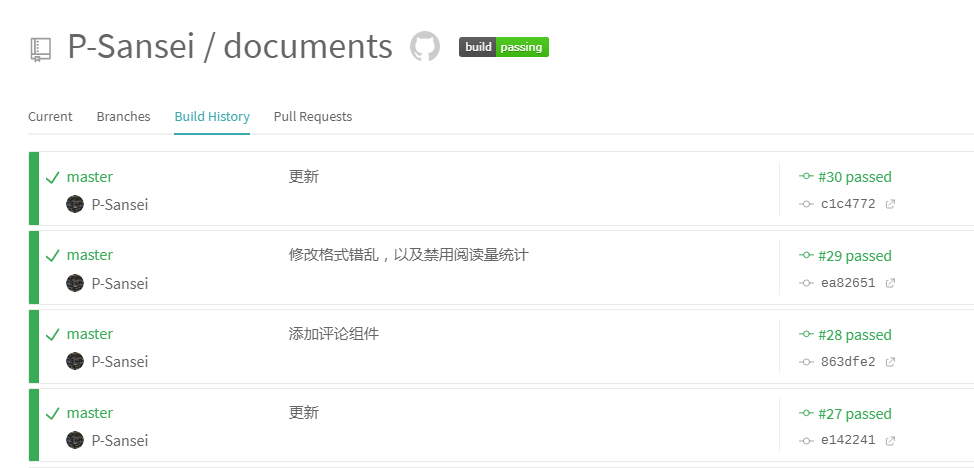 P-Sansei / documents build passing
Current Branches Build History Pull Requests
master 更新 #30 passed
P-Sansei c1c4772
master 修改格式错乱，以及禁用阅读量统计 #29 passed
P-Sansei ea82651
master 添加评论组件 #28 passed
P-Sansei 863dfe2
master 更新 #27 passed
P-Sansei e142241